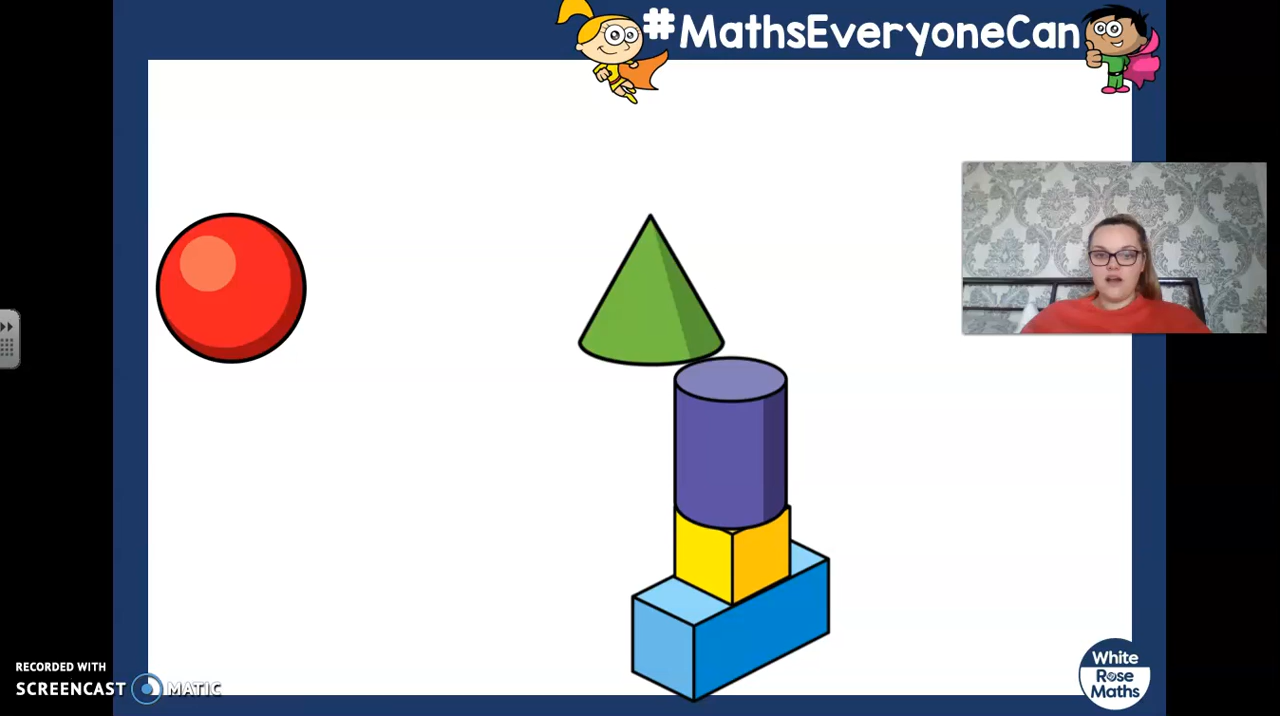 #MathsEveryoneCan
White
Rose
Maths
RECORDED WITH
SCREENCAST MATIC